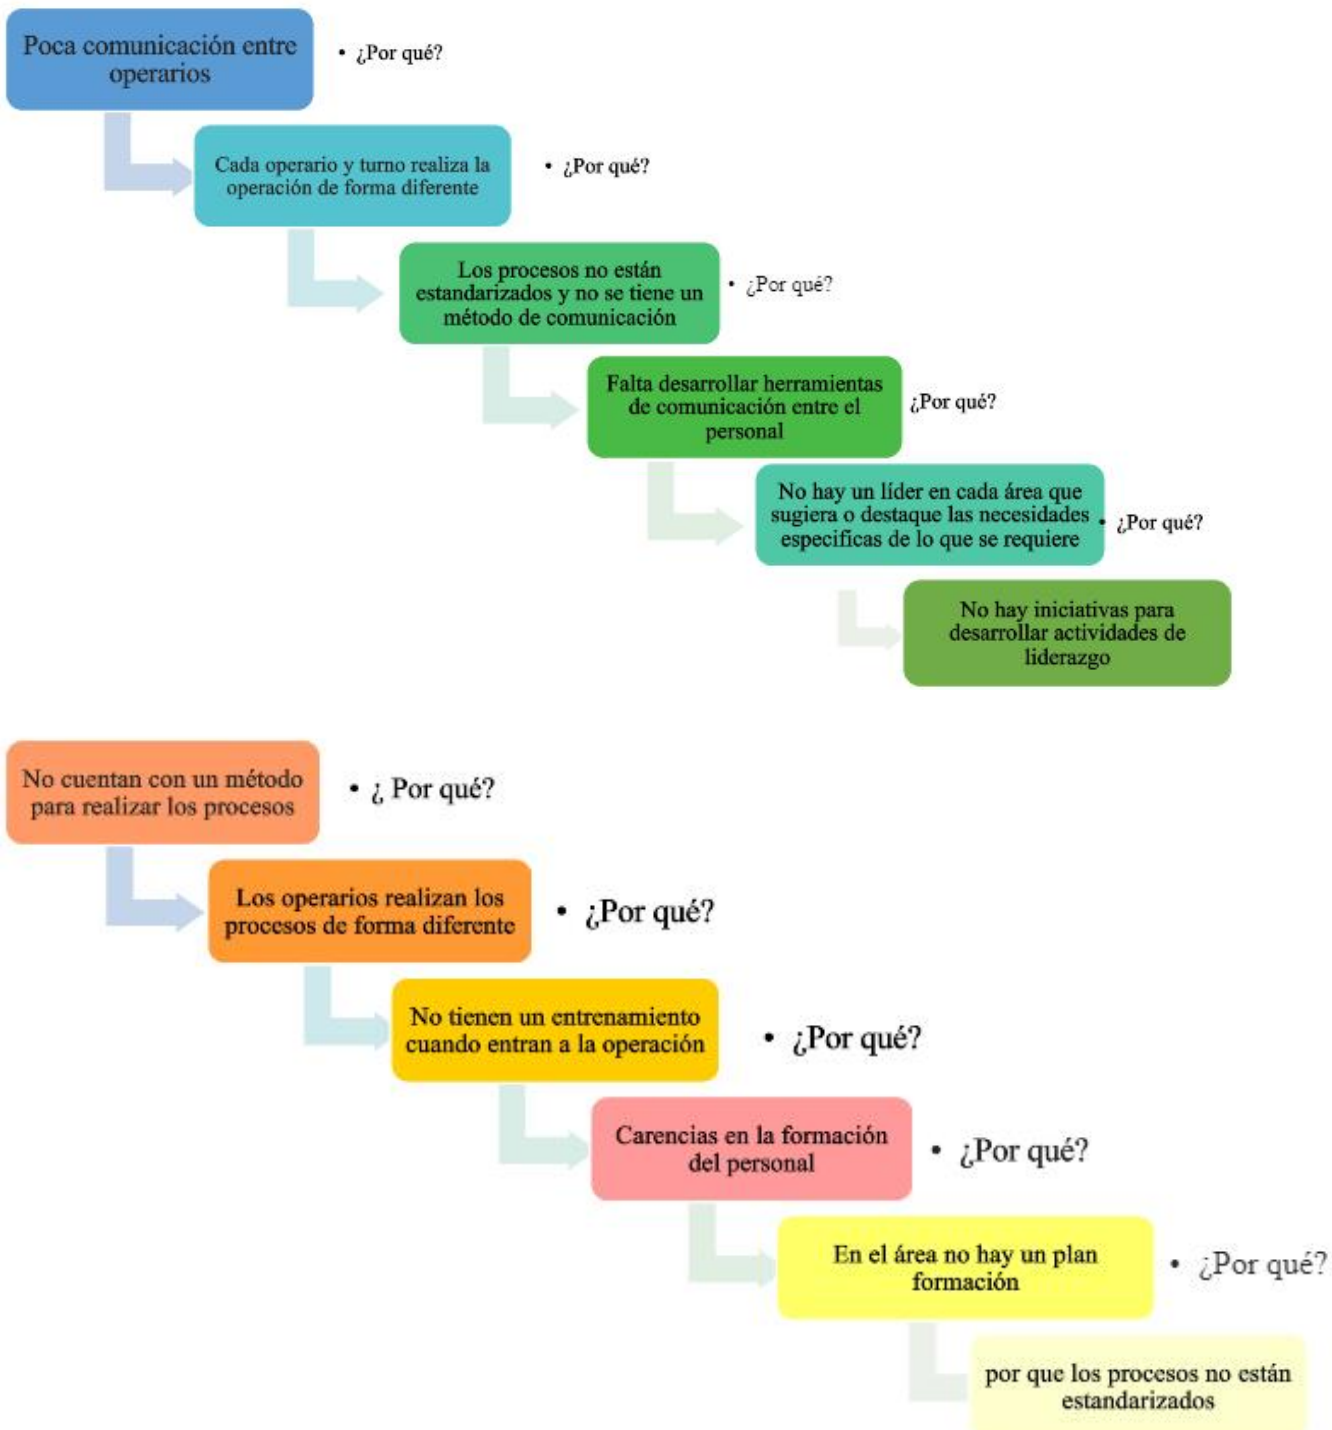 Poca comunicación entre
operarios
• ¿Por qué?
Cada operario y turno realiza la
operación de forma diferente
• ¿Por qué?
Los procesos no están
estandarizados y no se tiene un
método de comunicación
• ¿Por qué?
Falta desarrollar herramientas
de comunicación entre el
personal
¿Por qué?
No hay un líder en cada área que
sugiera o destaque las necesidades
especificas de lo que se requiere
• ¿Por qué?
No hay iniciativas para
desarrollar actividades de
liderazgo
No cuentan con un método
para realizar los procesos
• ¿ Por qué?
Los operarios realizan los
procesos de forma diferente
• ¿Por qué?
No tienen un entrenamiento
cuando entran a la operación
• ¿Por qué?
Carencias en la formación
del personal
• ¿Por qué?
En el área no hay un plan
formación
• ¿Por qué?
por que los procesos no están
estandarizados